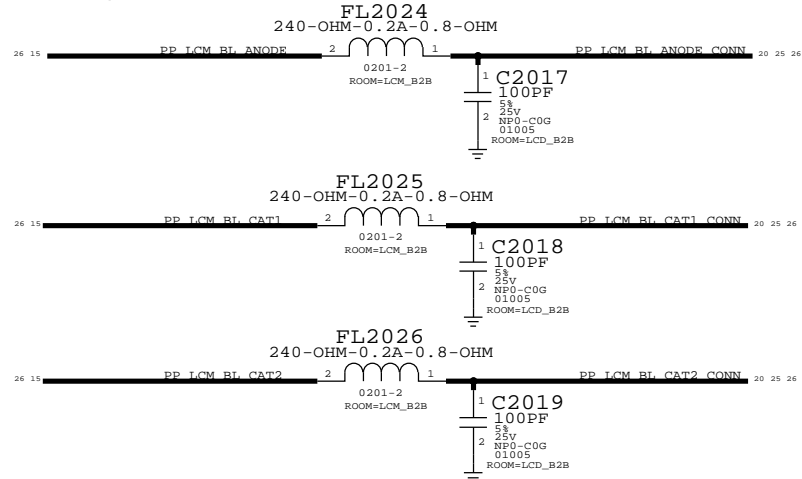 FL2024
240-OHM-0.2A-0.8-OHM
26 15 PP_LCM_BL_ANODE 2 1 PP_LCM_BL_ANODE_CONN 20 25 26
0201-2
ROOM=LCM_B2B
1 C2017
100PF
5%
25V
2 NP0-C0G
01005
ROOM=LCD_B2B
FL2025
240-OHM-0.2A-0.8-OHM
26 15 PP_LCM_BL_CAT1 2 1 PP_LCM_BL_CAT1_CONN 20 25 26
0201-2
ROOM=LCM_B2B
1 C2018
100PF
5%
25V
2 NP0-C0G
01005
ROOM=LCD_B2B
FL2026
240-OHM-0.2A-0.8-OHM
26 15 PP_LCM_BL_CAT2 2 1 PP_LCM_BL_CAT2_CONN 20 25 26
0201-2
ROOM=LCM_B2B
1 C2019
100PF
5%
25V
2 NP0-C0G
01005
ROOM=LCD_B2B